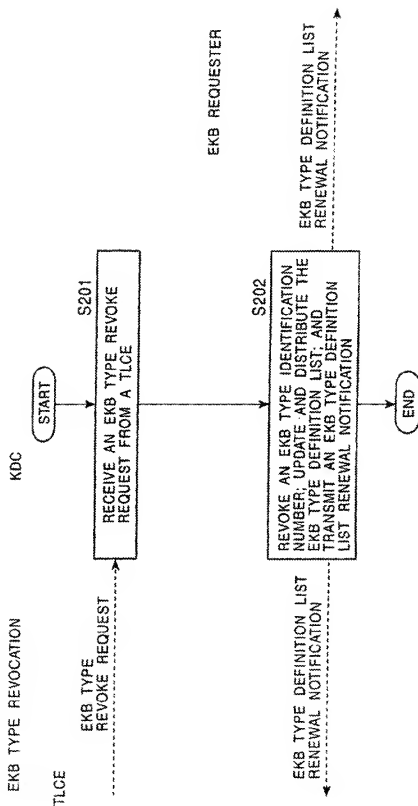 EKB TYPE REVOCATION
TLCE
KDC
EKB REQUESTER
START
S201
RECEIVE AN EKB TYPE REVOKE
REQUEST FROM A TLCE
EKB TYPE
REVOKE REQUEST
S202
REVOKE AN EKB TYPE IDENTIFICATION
NUMBER; UPDATE AND DISTRIBUTE THE
EKB TYPE DEFINITION LIST; AND
TRANSMIT AN EKB TYPE DEFINITION
LIST RENEWAL NOTIFICATION
EKB TYPE DEFINITION LIST
RENEWAL NOTIFICATION
EKB TYPE DEFINITION LIST
RENEWAL NOTIFICATION
END